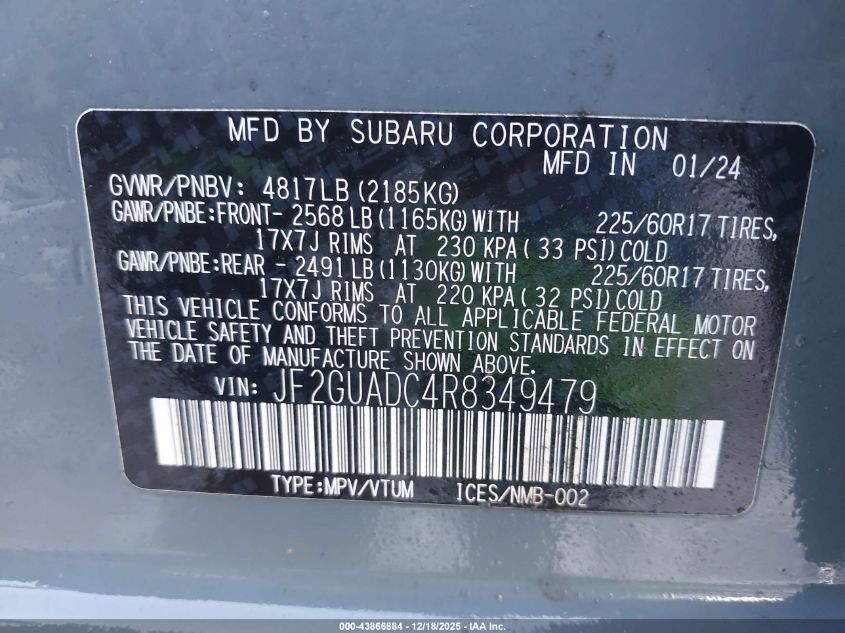 MFD BY SUBARU CORPORATION
MFD IN 01/24
GVWR/PNBV: 4817LB (2185KG)
GAWR/PNBE:FRONT- 2568LB (1165KG) WITH 225/60R17 TIRES,
17X7J RIMS AT 230 KPA ( 33 PSI) COLD
GAWR/PNBE:REAR - 2491LB (1130KG) WITH 225/60R17 TIRES,
17X7J RIMS AT 220 KPA ( 32 PSI) COLD
THIS VEHICLE CONFORMS TO ALL APPLICABLE FEDERAL MOTOR
VEHICLE SAFETY AND THEFT PREVENTION STANDARDS IN EFFECT ON
THE DATE OF MANUFACTURE SHOWN ABOVE.
VIN: JF2GUADC4R8349479
TYPE:MPV/VTUM ICES/NMB-002
000-43866884 - 12/18/2025 - IAA Inc.